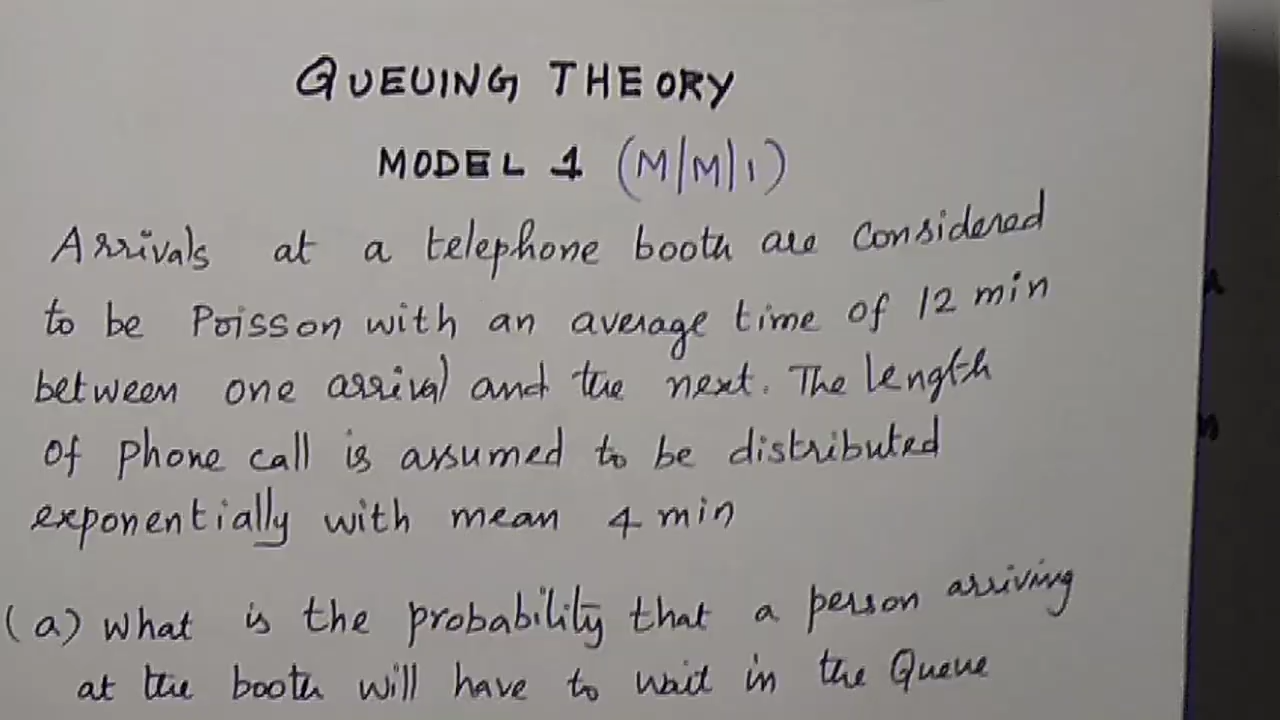 QUEUING THEORY
MODEL 1 (M/M/1)
Arrivals at a telephone booth are considered
to be Poisson with an average time of 12 min
between one arrival and the next. The length
of phone call is assumed to be distributed
exponentially with mean 4 min
(a) What is the probability that a person arriving
at the booth will have to wait in the Queue